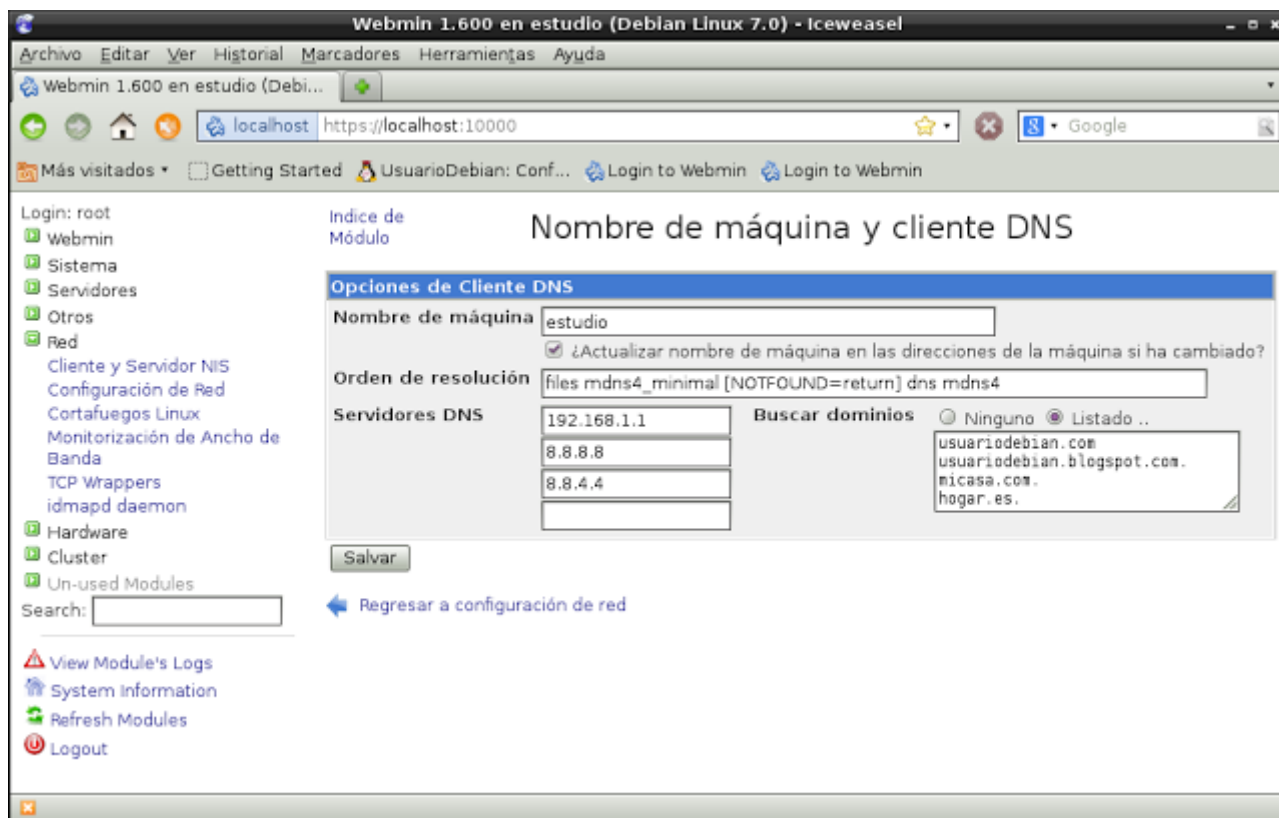 Webmin 1.600 en estudio (Debian Linux 7.0) - Iceweasel
Archivo Editar Ver Historial Marcadores Herramientas Ayuda
Webmin 1.600 en estudio (Debi...
localhost https://localhost:10000 Google
Más visitados Getting Started UsuarioDebian: Conf... Login to Webmin Login to Webmin
Login: root
Webmin
Sistema
Servidores
Otros
Red
Cliente y Servidor NIS
Configuración de Red
Cortafuegos Linux
Monitorización de Ancho de
Banda
TCP Wrappers
idmapd daemon
Hardware
Cluster
Un-used Modules
Search:
View Module's Logs
System Information
Refresh Modules
Logout
Indice de
Módulo
Nombre de máquina y cliente DNS
Opciones de Cliente DNS
Nombre de máquina estudio
¿Actualizar nombre de máquina en las direcciones de la máquina si ha cambiado?
Orden de resolución files mdns4_minimal [NOTFOUND=return] dns mdns4
Servidores DNS
192.168.1.1
8.8.8.8
8.8.4.4
Buscar dominios Ninguno Listado ..
usuariodebian.com
usuariodebian.blogspot.com.
micasa.com.
hogar.es.
Salvar
Regresar a configuración de red